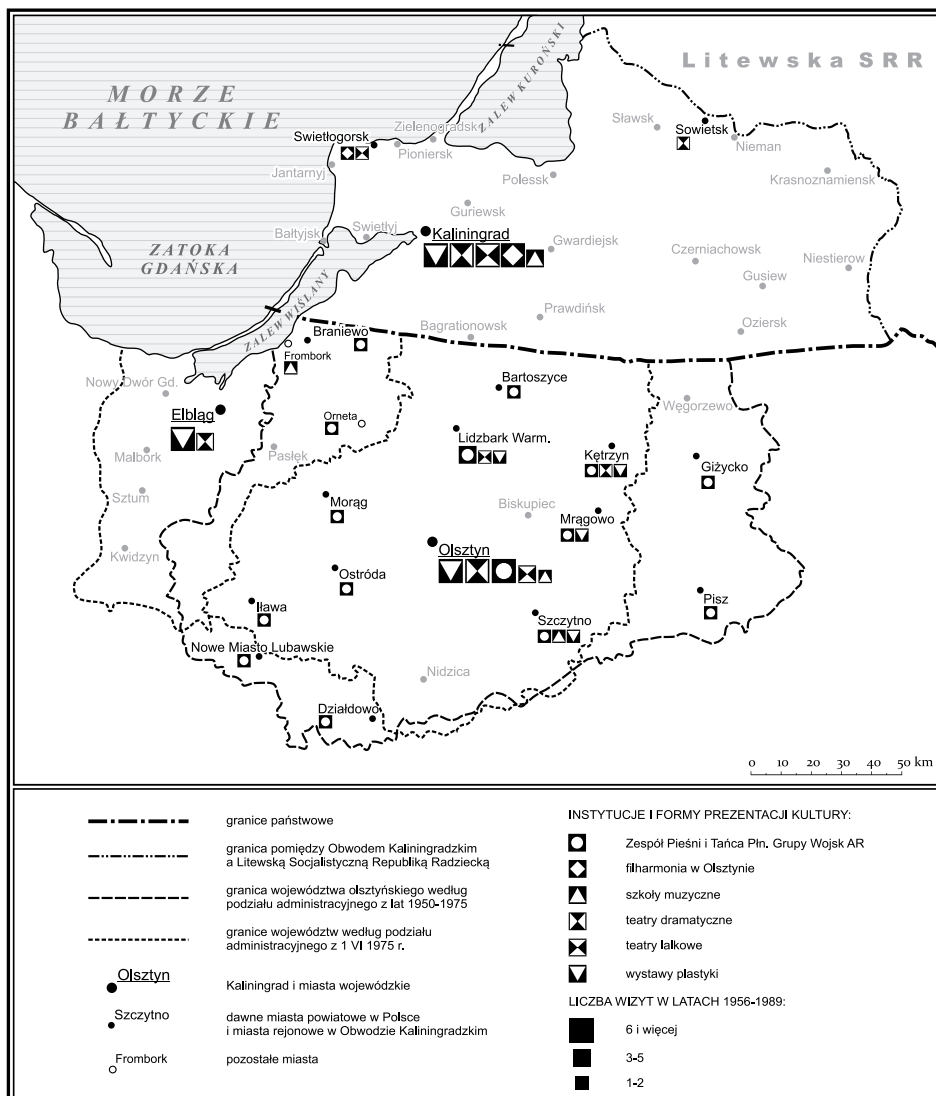 Litewska SRR
MORZE
BAŁTYCKIE
ZALEW KUROŃSKI
Zielenogradsk
Swietłogorsk
Pioniersk
Sławsk
Sowietsk
Nieman
Jantarnyj
Polessk
Krasnoznamiensk
Guriewsk
Swietłyj
Bałtyjsk
Kaliningrad
ZATOKA
GDAŃSKA
Gwardiejsk
Czerniachowsk
Niestierow
Gusiew
ZALEW WIŚLANY
Prawdińsk
Bagrationowsk
Oziersk
Braniewo
Frombork
Nowy Dwór Gd.
Bartoszyce
Węgorzewo
Elbląg
Orneta
Lidzbark Warm.
Malbork
Pasłęk
Kętrzyn
Giżycko
Sztum
Morąg
Biskupiec
Mrągowo
Kwidzyn
Olsztyn
Ostróda
Pisz
Iława
Szczytno
Nowe Miasto Lubawskie
Nidzica
Działdowo
0 10 20 30 40 50 km
granice państwowe
granica pomiędzy Obwodem Kaliningradzkim
a Litewską Socjalistyczną Republiką Radziecką
granica województwa olsztyńskiego według
podziału administracyjnego z lat 1950-1975
granice województw według podziału
administracyjnego z 1 VI 1975 r.
Olsztyn
Kaliningrad i miasta wojewódzkie
Szczytno
dawne miasta powiatowe w Polsce
i miasta rejonowe w Obwodzie Kaliningradzkim
Frombork
pozostałe miasta
INSTYTUCJE I FORMY PREZENTACJI KULTURY:
Zespół Pieśni i Tańca Płn. Grupy Wojsk AR
filharmonia w Olsztynie
szkoły muzyczne
teatry dramatyczne
teatry lalkowe
wystawy plastyki
LICZBA WIZYT W LATACH 1956-1989:
6 i więcej
3-5
1-2